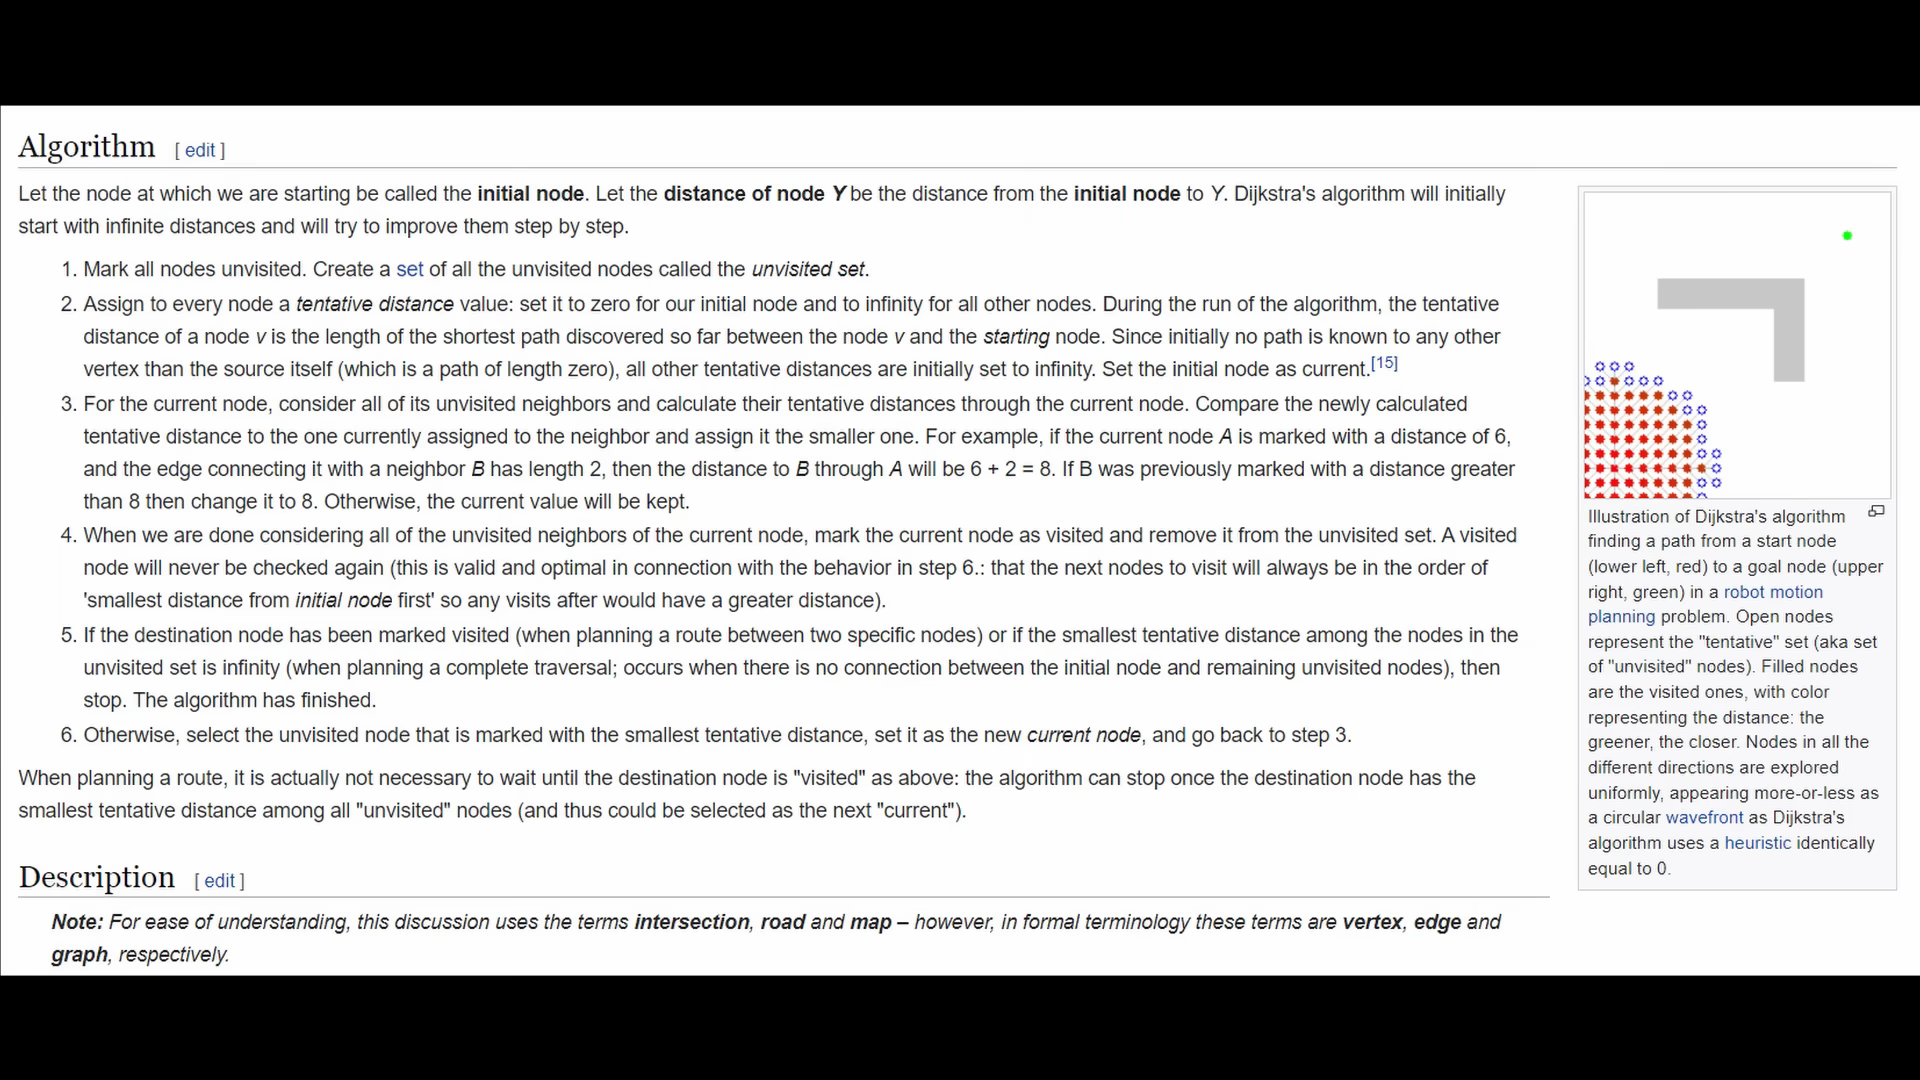 Algorithm [ edit ]
Let the node at which we are starting be called the initial node. Let the distance of node Y be the distance from the initial node to Y. Dijkstra's algorithm will initially
start with infinite distances and will try to improve them step by step.
1. Mark all nodes unvisited. Create a set of all the unvisited nodes called the unvisited set.
2. Assign to every node a tentative distance value: set it to zero for our initial node and to infinity for all other nodes. During the run of the algorithm, the tentative
distance of a node v is the length of the shortest path discovered so far between the node v and the starting node. Since initially no path is known to any other
vertex than the source itself (which is a path of length zero), all other tentative distances are initially set to infinity. Set the initial node as current.[15]
3. For the current node, consider all of its unvisited neighbors and calculate their tentative distances through the current node. Compare the newly calculated
tentative distance to the one currently assigned to the neighbor and assign it the smaller one. For example, if the current node A is marked with a distance of 6,
and the edge connecting it with a neighbor B has length 2, then the distance to B through A will be 6 + 2 = 8. If B was previously marked with a distance greater
than 8 then change it to 8. Otherwise, the current value will be kept.
4. When we are done considering all of the unvisited neighbors of the current node, mark the current node as visited and remove it from the unvisited set. A visited
node will never be checked again (this is valid and optimal in connection with the behavior in step 6.: that the next nodes to visit will always be in the order of
'smallest distance from initial node first' so any visits after would have a greater distance).
5. If the destination node has been marked visited (when planning a route between two specific nodes) or if the smallest tentative distance among the nodes in the
unvisited set is infinity (when planning a complete traversal; occurs when there is no connection between the initial node and remaining unvisited nodes), then
stop. The algorithm has finished.
6. Otherwise, select the unvisited node that is marked with the smallest tentative distance, set it as the new current node, and go back to step 3.
When planning a route, it is actually not necessary to wait until the destination node is "visited" as above: the algorithm can stop once the destination node has the
smallest tentative distance among all "unvisited" nodes (and thus could be selected as the next "current").
Description [ edit ]
Note: For ease of understanding, this discussion uses the terms intersection, road and map – however, in formal terminology these terms are vertex, edge and
graph, respectively.
Illustration of Dijkstra's algorithm
finding a path from a start node
(lower left, red) to a goal node (upper
right, green) in a robot motion
planning problem. Open nodes
represent the "tentative" set (aka set
of "unvisited" nodes). Filled nodes
are the visited ones, with color
representing the distance: the
greener, the closer. Nodes in all the
different directions are explored
uniformly, appearing more-or-less as
a circular wavefront as Dijkstra's
algorithm uses a heuristic identically
equal to 0.